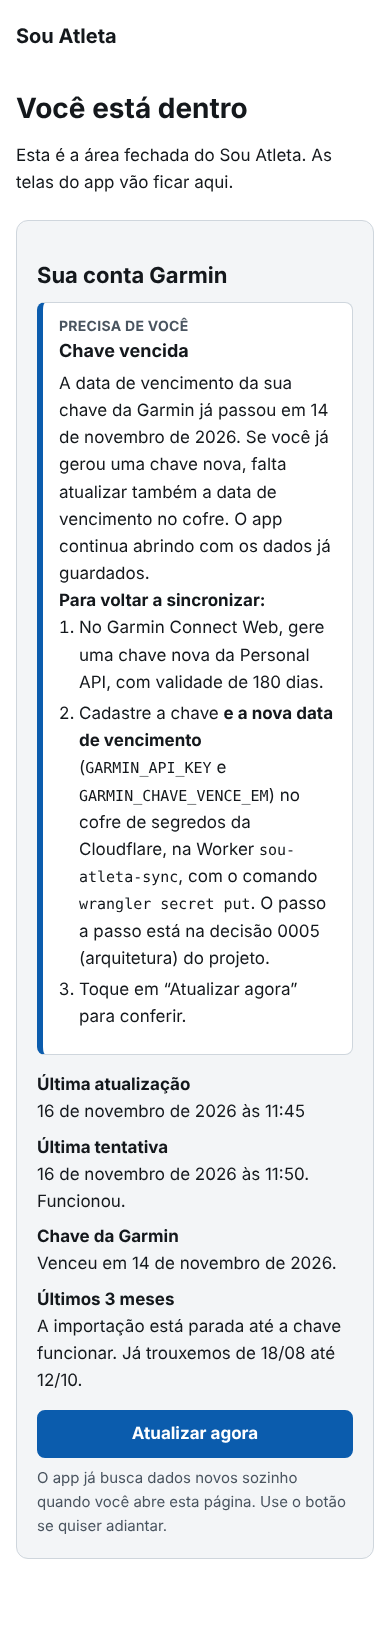 Sou Atleta
Você está dentro
Esta é a área fechada do Sou Atleta. As
telas do app vão ficar aqui.
Sua conta Garmin
PRECISA DE VOCÊ
Chave vencida
A data de vencimento da sua
chave da Garmin já passou em 14
de novembro de 2026. Se você já
gerou uma chave nova, falta
atualizar também a data de
vencimento no cofre. O app
continua abrindo com os dados já
guardados.
Para voltar a sincronizar:
1. No Garmin Connect Web, gere
uma chave nova da Personal
API, com validade de 180 dias.
2. Cadastre a chave e a nova data
de vencimento
(GARMIN_API_KEY e
GARMIN_CHAVE_VENCE_EM) no
cofre de segredos da
Cloudflare, na Worker sou-
atleta-sync, com o comando
wrangler secret put. O passo
a passo está na decisão 0005
(arquitetura) do projeto.
3. Toque em “Atualizar agora”
para conferir.
Última atualização
16 de novembro de 2026 às 11:45
Última tentativa
16 de novembro de 2026 às 11:50.
Funcionou.
Chave da Garmin
Venceu em 14 de novembro de 2026.
Últimos 3 meses
A importação está parada até a chave
funcionar. Já trouxemos de 18/08 até
12/10.
Atualizar agora
O app já busca dados novos sozinho
quando você abre esta página. Use o botão
se quiser adiantar.